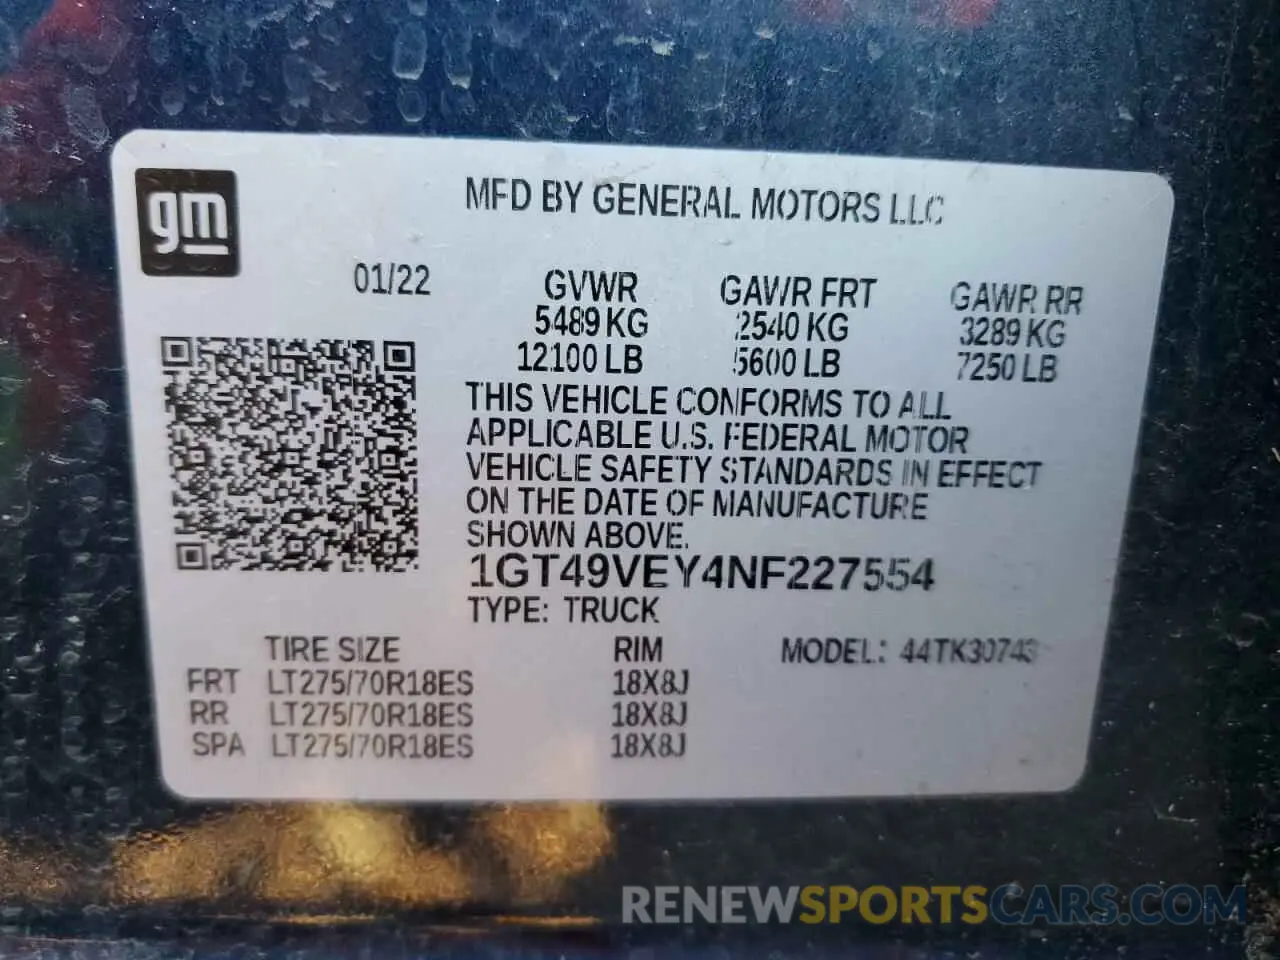 gm
MFD BY GENERAL MOTORS LLC
01/22 GVWR GAWR FRT GAWR RR
5489 KG 2540 KG 3289 KG
12100 LB 5600 LB 7250 LB
THIS VEHICLE CONFORMS TO ALL
APPLICABLE U.S. FEDERAL MOTOR
VEHICLE SAFETY STANDARDS IN EFFECT
ON THE DATE OF MANUFACTURE
SHOWN ABOVE.
1GT49VEY4NF227554
TYPE: TRUCK
TIRE SIZE RIM MODEL: 44TK30743
FRT LT275/70R18ES 18X8J
RR LT275/70R18ES 18X8J
SPA LT275/70R18ES 18X8J
RENEWSPORTSCARS.COM